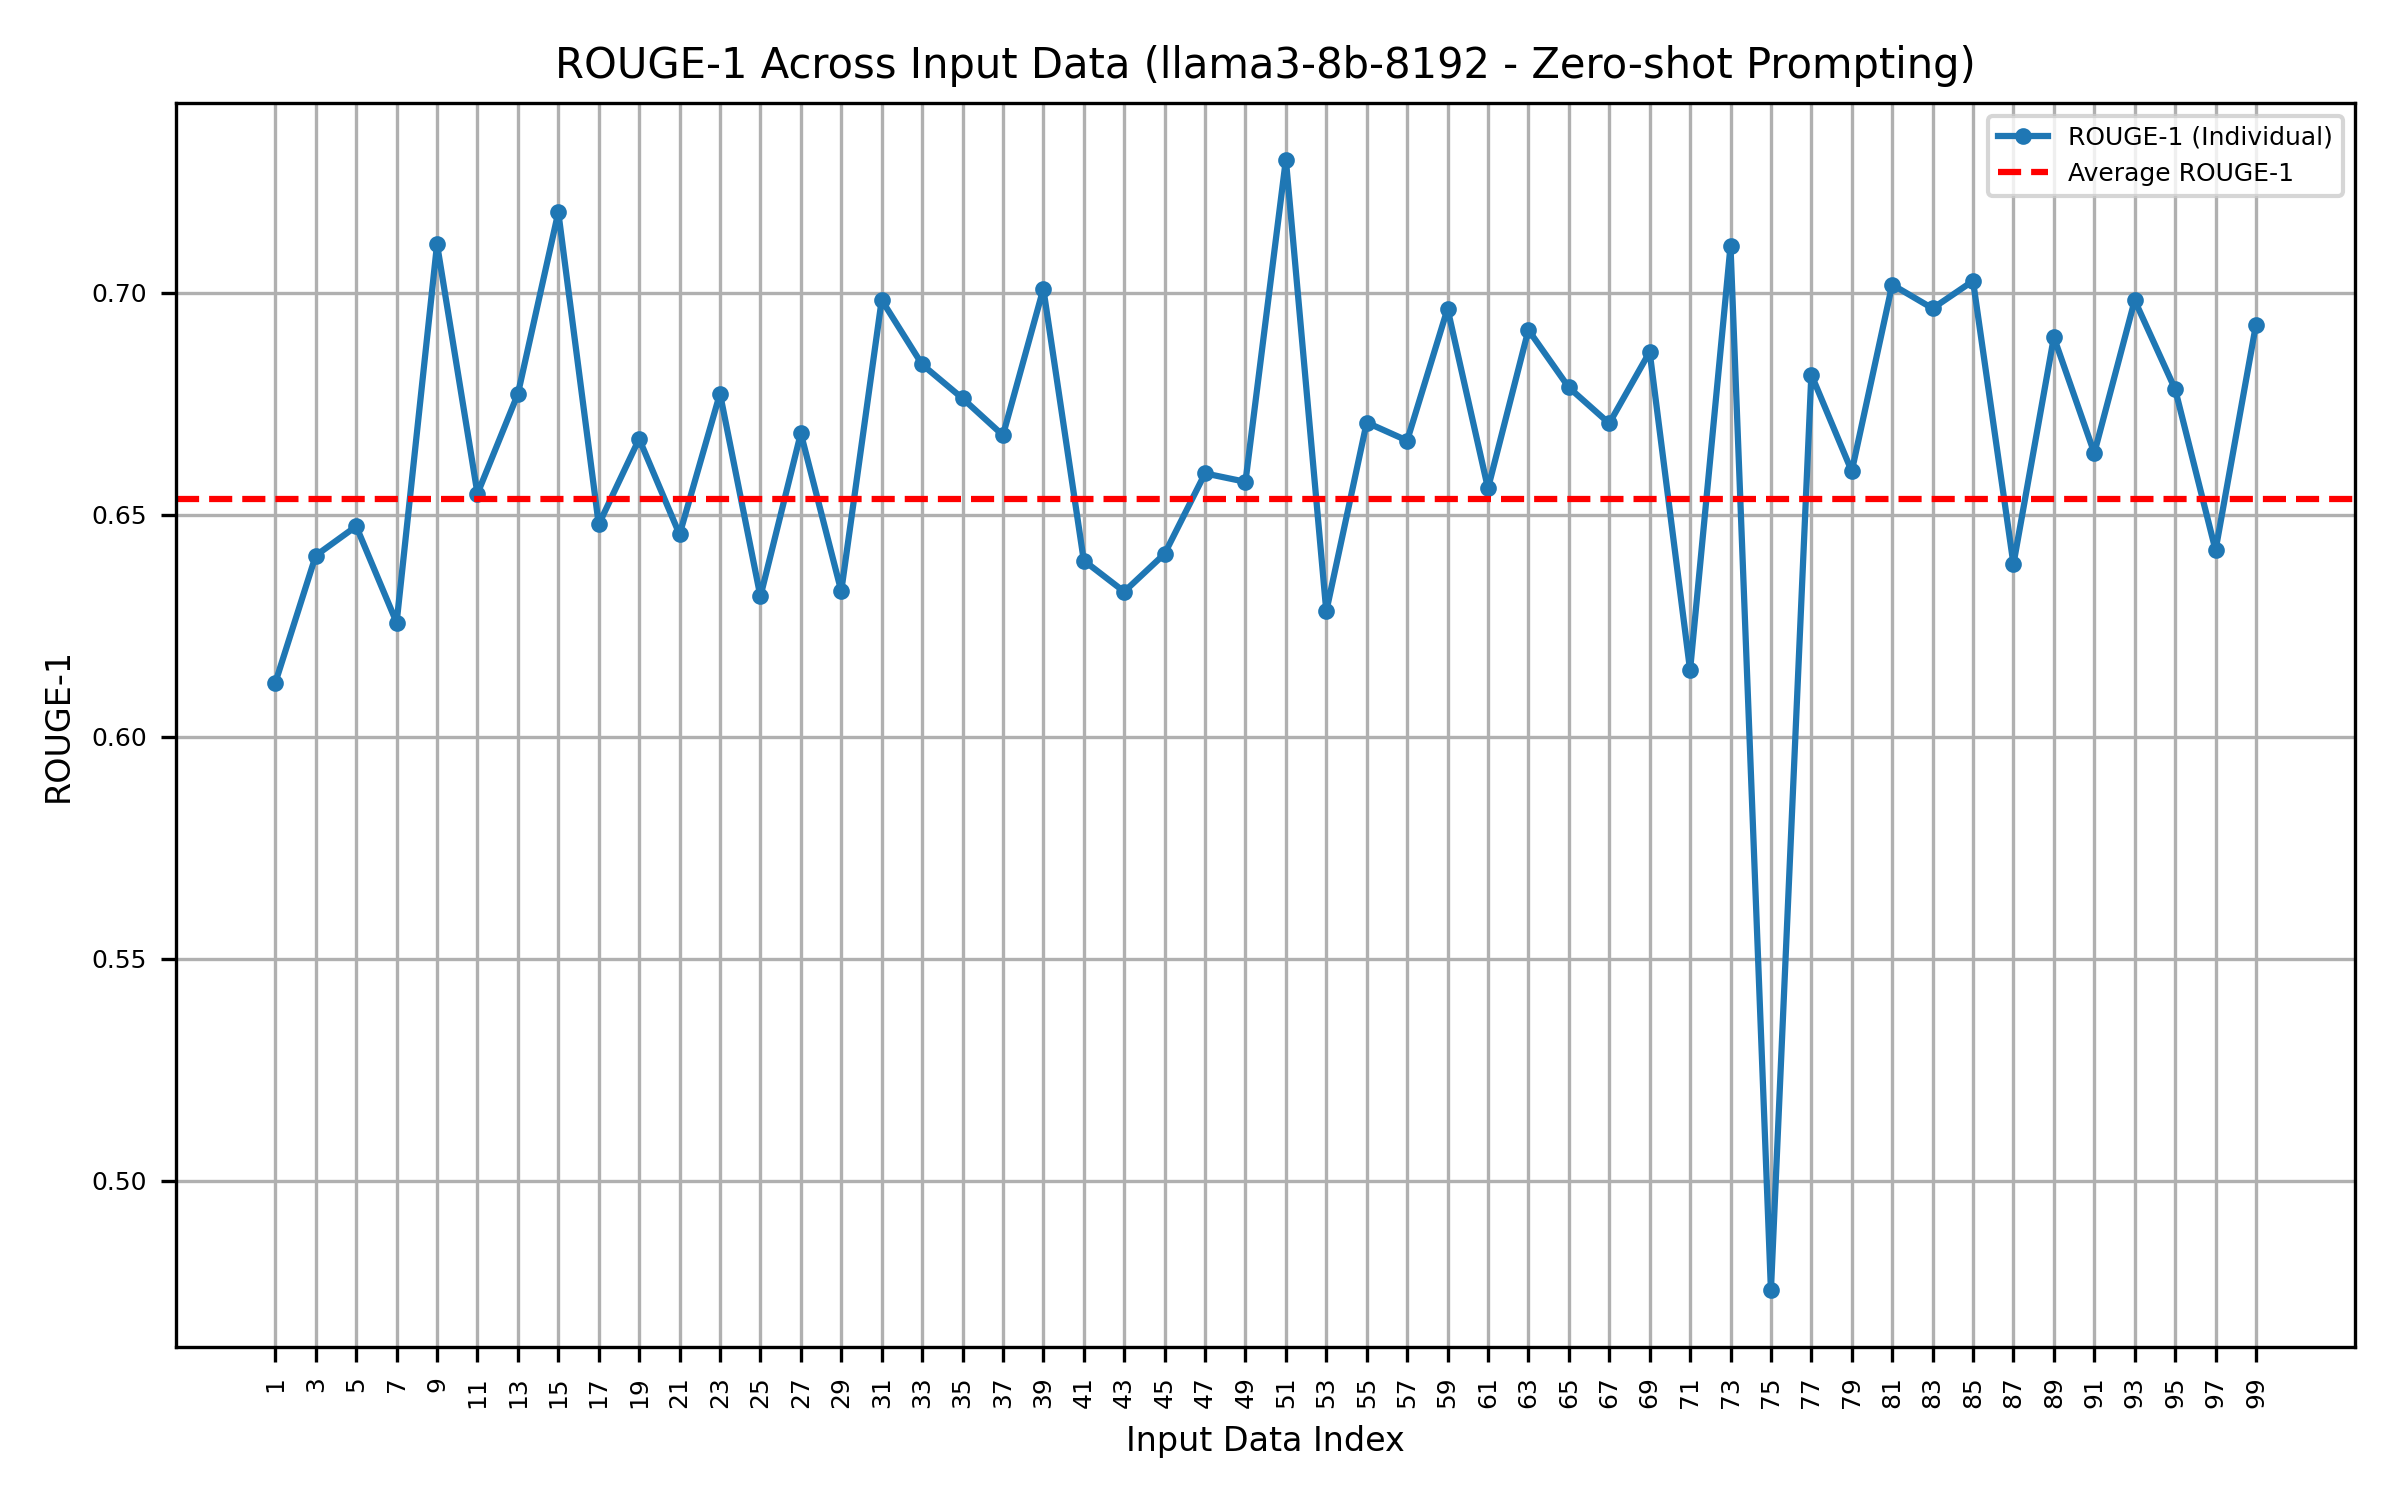 ROUGE-1 Across Input Data (llama3-8b-8192 - Zero-shot Prompting)
ROUGE-1 (Individual)
Average ROUGE-1
0.70
0.65
0.60
0.55
0.50
ROUGE-1
1 3 5 7 9 11 13 15 17 19 21 23 25 27 29 31 33 35 37 39 41 43 45 47 49 51 53 55 57 59 61 63 65 67 69 71 73 75 77 79 81 83 85 87 89 91 93 95 97 99
Input Data Index